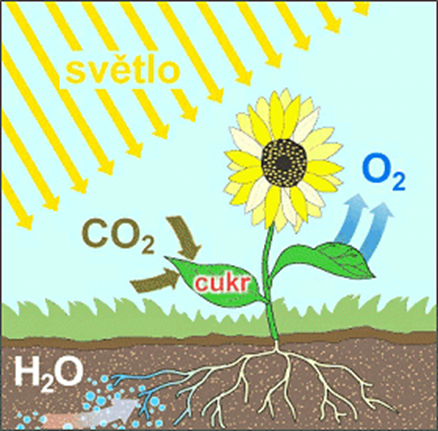 světlo
O₂
CO₂
cukr
H₂O